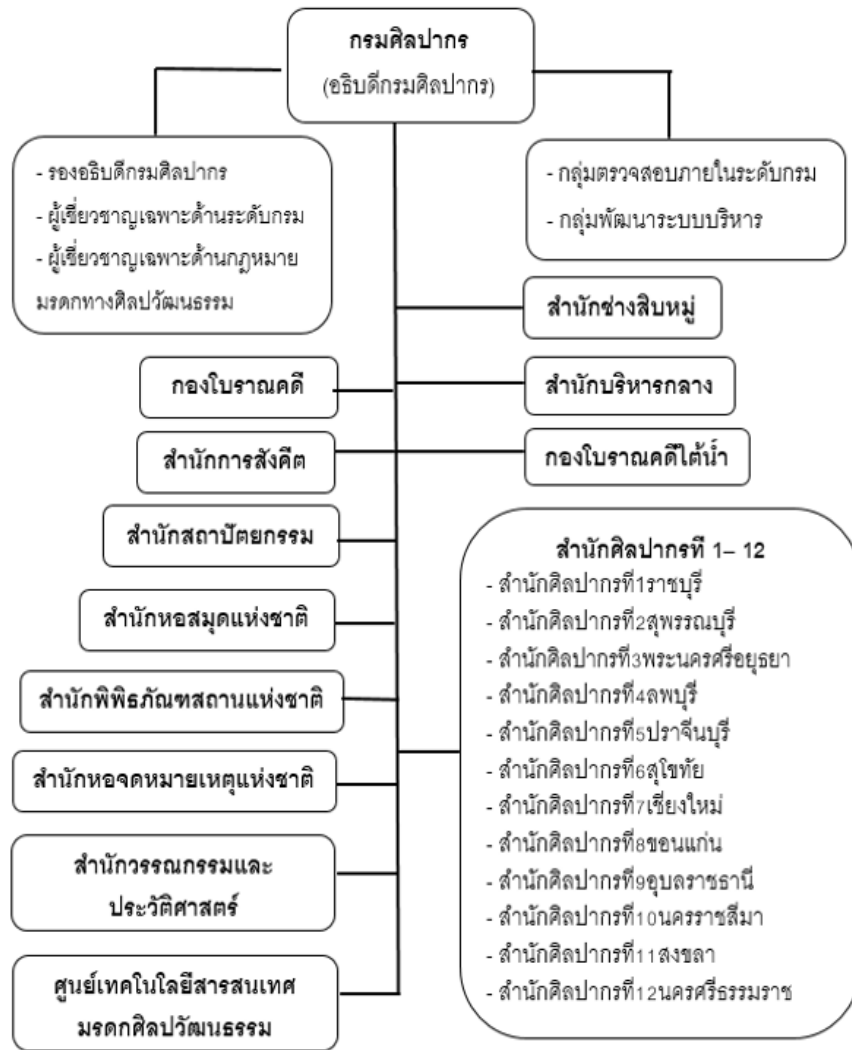 กรมศิลปากร
(อธิบดีกรมศิลปากร)
- รองอธิบดีกรมศิลปากร
- ผู้เชี่ยวชาญเฉพาะด้านระดับกรม
- ผู้เชี่ยวชาญเฉพาะด้านกฎหมาย
มรดกทางศิลปวัฒนธรรม
- กลุ่มตรวจสอบภายในระดับกรม
- กลุ่มพัฒนาระบบบริหาร
สำนักช่างสิบหมู่
กองโบราณคดี
สำนักบริหารกลาง
สำนักการสังคีต
กองโบราณคดีใต้น้ำ
สำนักสถาปัตยกรรม
สำนักหอสมุดแห่งชาติ
สำนักพิพิธภัณฑสถานแห่งชาติ
สำนักหอจดหมายเหตุแห่งชาติ
สำนักวรรณกรรมและ
ประวัติศาสตร์
ศูนย์เทคโนโลยีสารสนเทศ
มรดกศิลปวัฒนธรรม
สำนักศิลปากรที่ 1– 12
- สำนักศิลปากรที่1ราชบุรี
- สำนักศิลปากรที่2สุพรรณบุรี
- สำนักศิลปากรที่3พระนครศรีอยุธยา
- สำนักศิลปากรที่4ลพบุรี
- สำนักศิลปากรที่5ปราจีนบุรี
- สำนักศิลปากรที่6สุโขทัย
- สำนักศิลปากรที่7เชียงใหม่
- สำนักศิลปากรที่8ขอนแก่น
- สำนักศิลปากรที่9อุบลราชธานี
- สำนักศิลปากรที่10นครราชสีมา
- สำนักศิลปากรที่11สงขลา
- สำนักศิลปากรที่12นครศรีธรรมราช